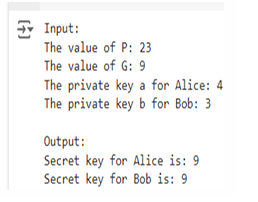 Input:
The value of P: 23
The value of G: 9
The private key a for Alice: 4
The private key b for Bob: 3
Output:
Secret key for Alice is: 9
Secret key for Bob is: 9